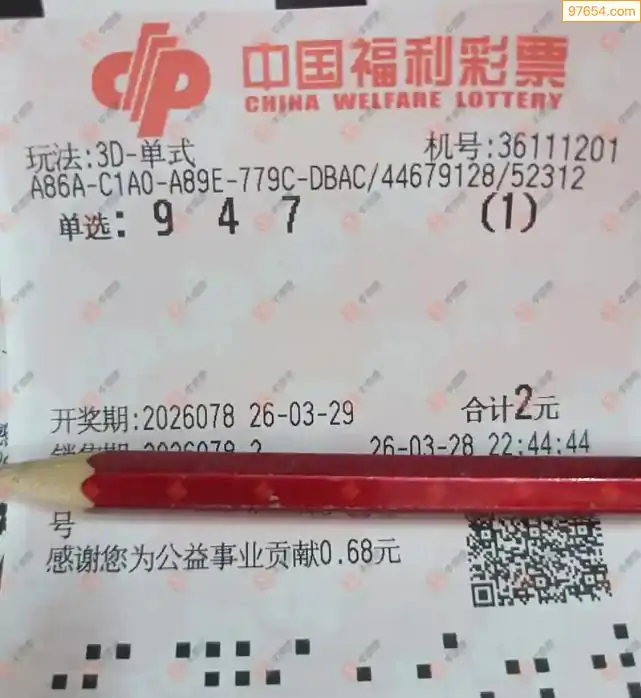 97654.com
中国福利彩票
CHINA WELFARE LOTTERY
玩法:3D-单式 机号:36111201
A86A-C1A0-A89E-779C-DBAC/44679128/52312
单选: 9 4 7 (1)
开奖期:2026078 26-03-29 合计2元
26-03-28 22:44:44
号
感谢您为公益事业贡献0.68元